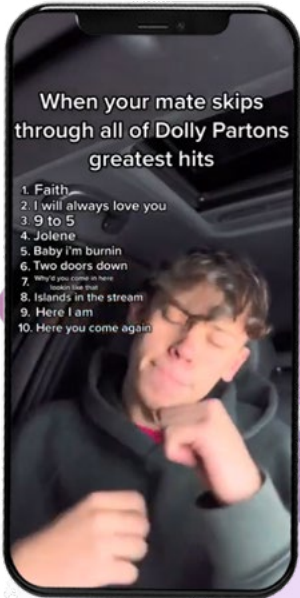 When your mate skips
through all of Dolly Partons
greatest hits
1. Faith
2. I will always love you
3. 9 to 5
4. Jolene
5. Baby i'm burnin
6. Two doors down
7. Why'd you come in here
lookin like that
8. Islands in the stream
9. Here I am
10. Here you come again